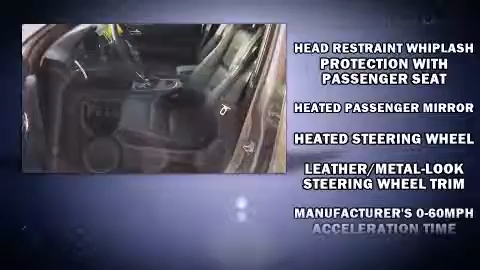 HEAD RESTRAINT WHIPLASH
PROTECTION WITH
PASSENGER SEAT
HEATED PASSENGER MIRROR
HEATED STEERING WHEEL
LEATHER/METAL-LOOK
STEERING WHEEL TRIM
MANUFACTURER'S 0-60MPH
ACCELERATION TIME